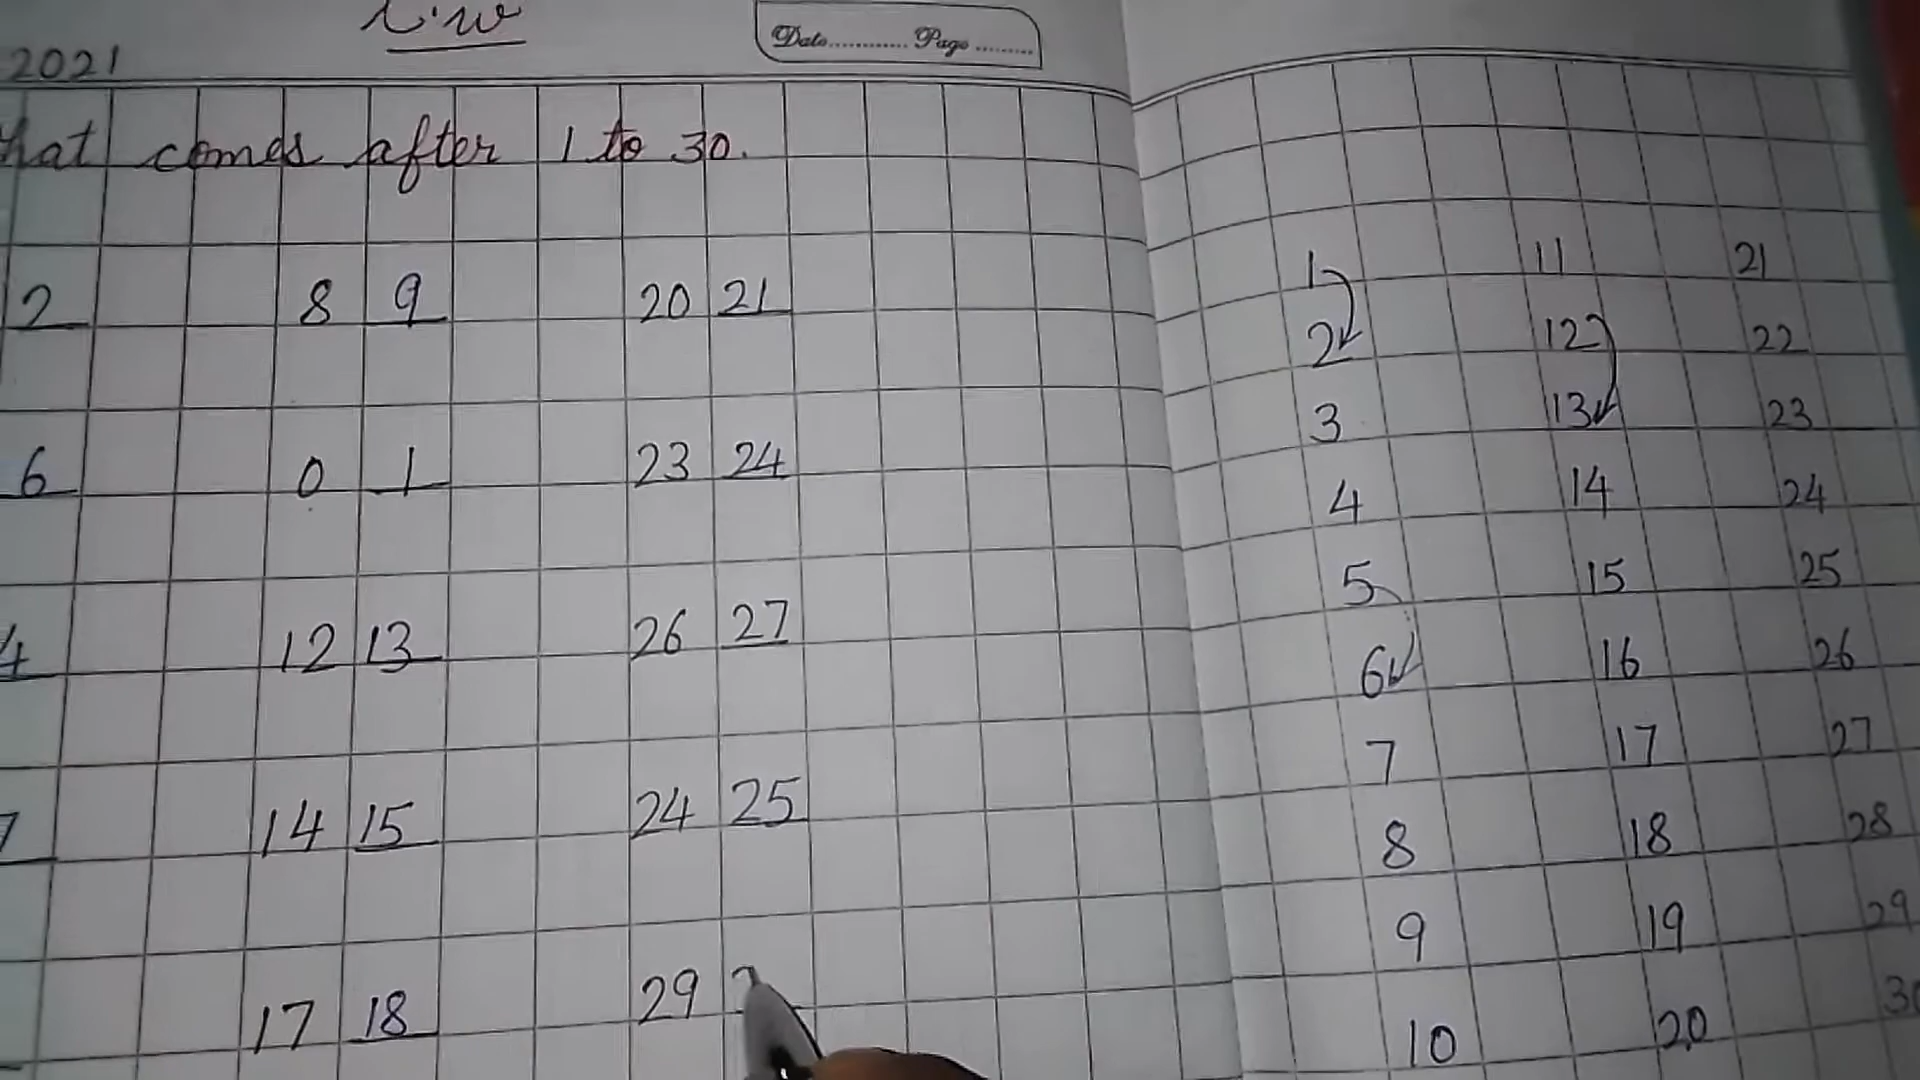 2021
Date............ Page .........
comes after 1 to 30.
2 8 9 20 21
6 0 1 23 24
4 12 13 26 27
7 14 15 24 25
17 18 29
1 11 21
2 12 22
3 13 23
4 14 24
5 15 25
6 16 26
7 17 27
8 18 28
9 19 29
10 20 30